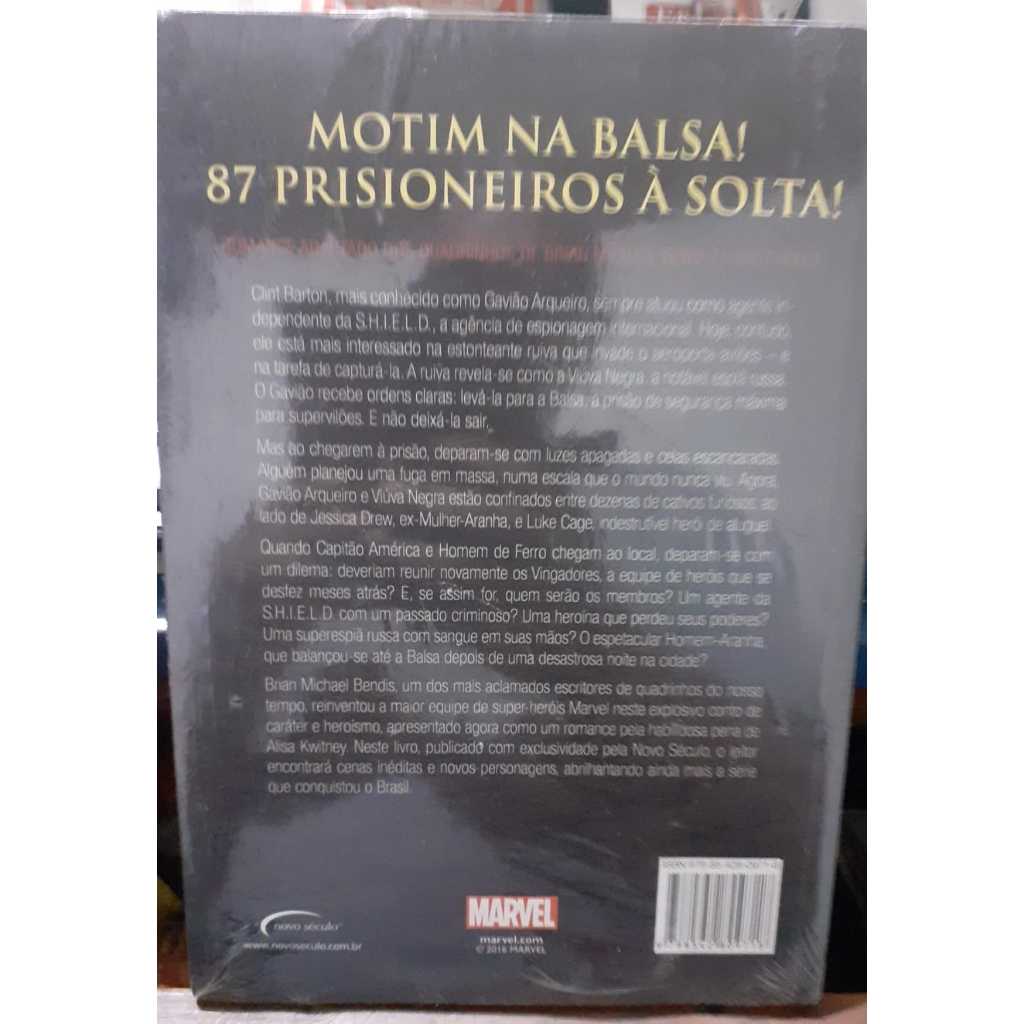 MOTIM NA BALSA!
87 PRISIONEIROS À SOLTA!
QUADRINHOS DE
Clint Barton, mais conhecido como Gavião Arqueiro, sempre atuou como agente in-
dependente da S.H.I.E.L.D., a agência de espionagem internacional. Hoje, contudo,
ele está mais interessado na estonteante ruiva que invade o aeroporto – e
na tarefa de capturá-la. A ruiva revela-se como a Viúva Negra, a notável espiã russa.
O Gavião recebe ordens claras: levá-la para a Balsa, a prisão de segurança máxima
para supervilões. E não deixá-la sair.
Mas ao chegarem à prisão, deparam-se com luzes apagadas e celas escancaradas.
Alguém planejou uma fuga em massa, numa escala que o mundo nunca viu. Agora,
Gavião Arqueiro e Viúva Negra estão confinados entre dezenas de cativos furiosos, ao
lado de Jessica Drew, ex-Mulher-Aranha, e Luke Cage, indestrutível herói de aluguel.
Quando Capitão América e Homem de Ferro chegam ao local, deparam-se com
um dilema: deveriam reunir novamente os Vingadores, a equipe de heróis que se
desfez meses atrás? E, se assim for, quem serão os membros? Um agente da
S.H.I.E.L.D. com um passado criminoso? Uma heroína que perdeu seus poderes?
Uma superespiã russa com sangue em suas mãos? O espetacular Homem-Aranha,
que balançou-se até a Balsa depois de uma desastrosa noite na cidade?
Brian Michael Bendis, um dos mais aclamados escritores de quadrinhos do nosso
tempo, reinventou a maior equipe de super-heróis Marvel neste explosivo conto de
caráter e heroísmo, apresentado agora como um romance pela habilidosa pena de
Alisa Kwitney. Neste livro, publicado com exclusividade pela Novo Século, o leitor
encontrará cenas inéditas e novos personagens, abrilhantando ainda mais a série
que conquistou o Brasil.
novo século
www.novoseculo.com.br
MARVEL
marvel.com
© 2016 MARVEL